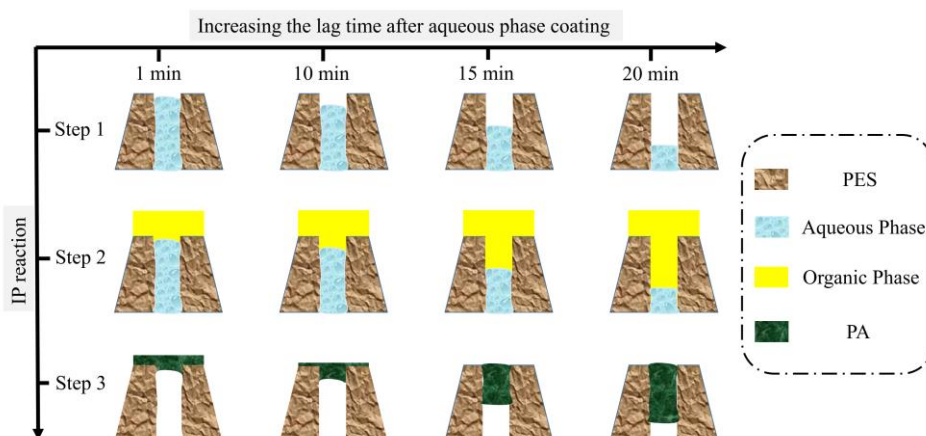 Increasing the lag time after aqueous phase coating
1 min
10 min
15 min
20 min
IP reaction
Step 1
Step 2
Step 3
PES
Aqueous Phase
Organic Phase
PA